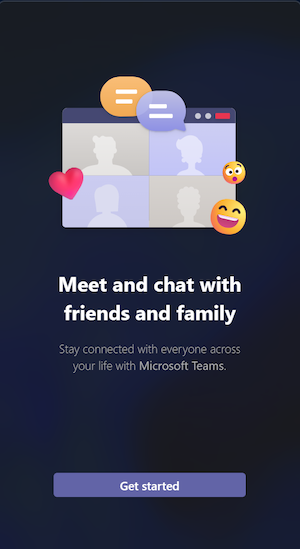 Meet and chat with
friends and family
Stay connected with everyone across
your life with Microsoft Teams.
Get started